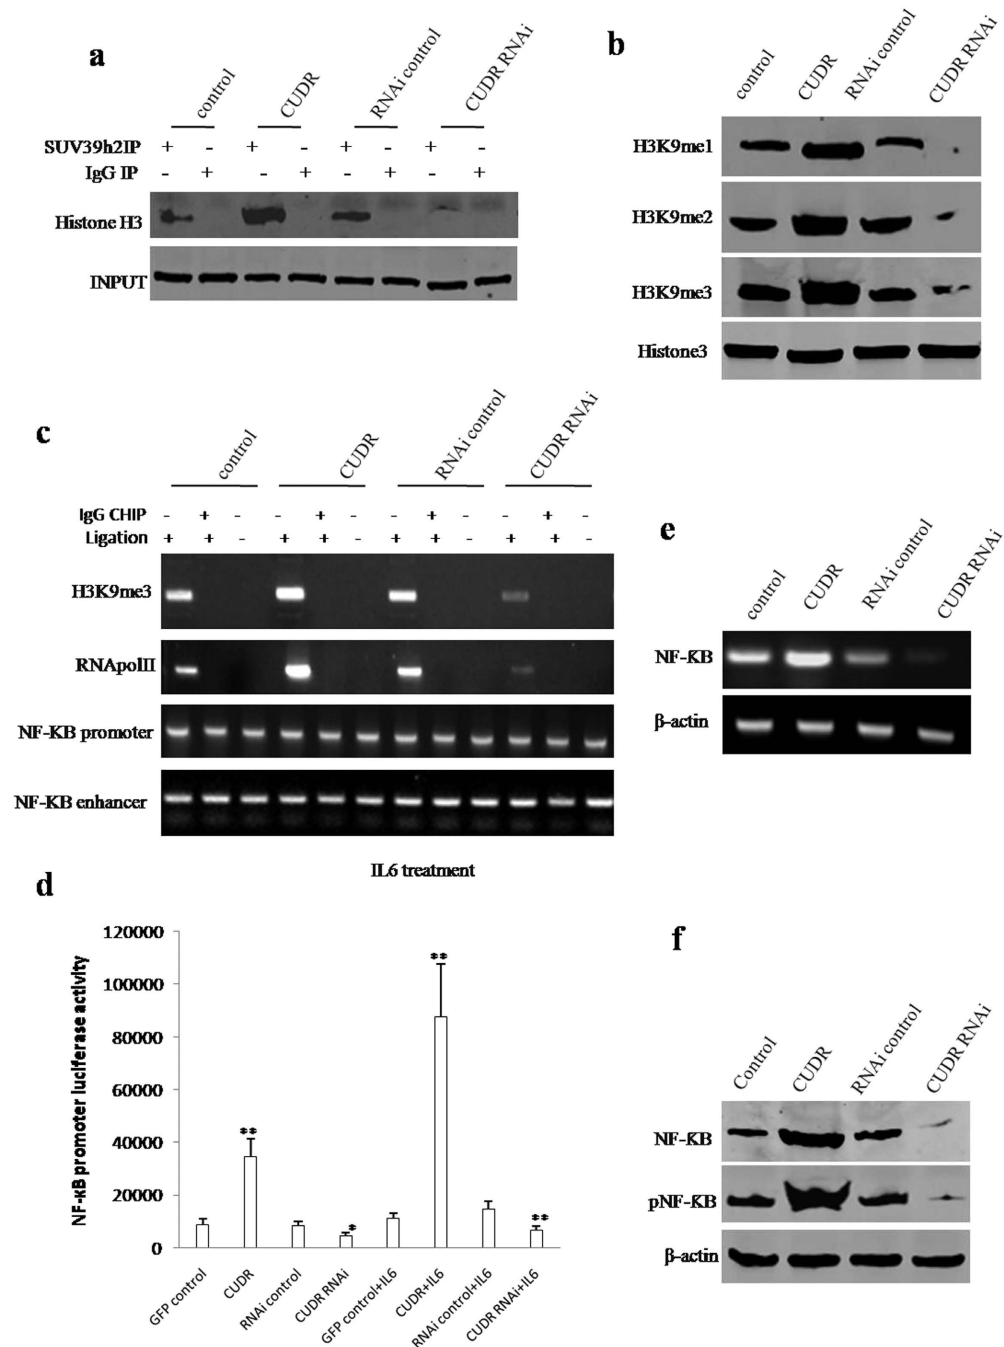 a
control
CUDR
RNAi control
CUDR RNAi
SUV39h2IP + - + - + - + -
IgG IP - + - + - + - +
Histone H3
INPUT
b
control
CUDR
RNAi control
CUDR RNAi
H3K9me1
H3K9me2
H3K9me3
Histone3
c
control
CUDR
RNAi control
CUDR RNAi
IgG CHIP - + - - + - - + - - + -
Ligation + + - + + - + + - + + -
H3K9me3
RNApolII
NF-KB promoter
NF-KB enhancer
IL6 treatment
d
NF-κB promoter luciferase activity
120000
100000
80000
60000
40000
20000
0
**
*
**
**
GFP control
CUDR
RNAi control
CUDR RNAi
GFP control+IL6
CUDR+IL6
RNAi control+IL6
CUDR RNAi+IL6
e
control
CUDR
RNAi control
CUDR RNAi
NF-KB
β-actin
f
Control
CUDR
RNAi control
CUDR RNAi
NF-KB
pNF-KB
β-actin